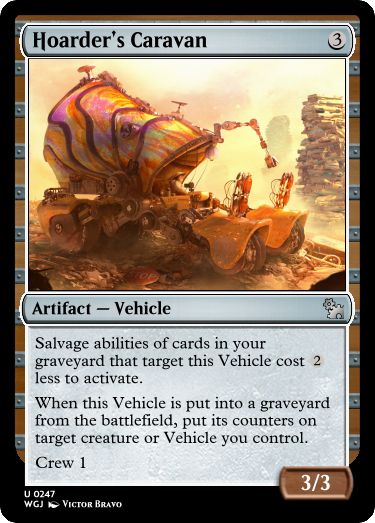 Hoarder's Caravan 3
Artifact — Vehicle
Salvage abilities of cards in your
graveyard that target this Vehicle cost 2
less to activate.
When this Vehicle is put into a graveyard
from the battlefield, put its counters on
target creature or Vehicle you control.
Crew 1
3/3
U 0247
WGJ Victor Bravo